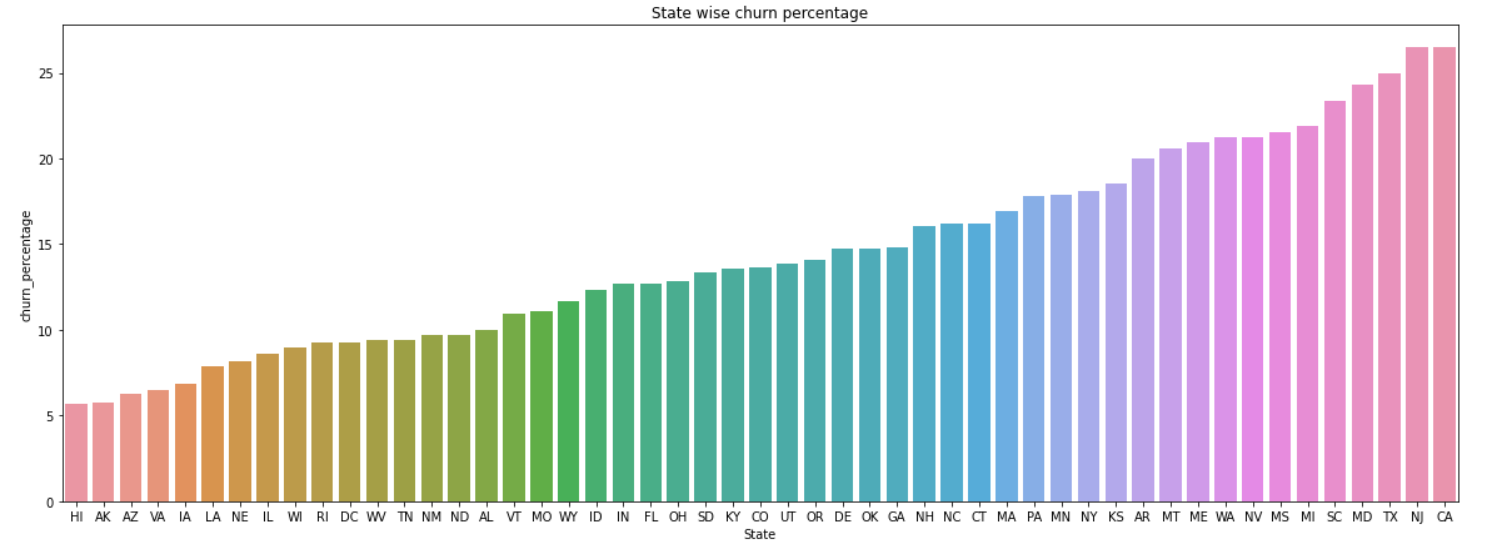 State wise churn percentage
churn_percentage
25
20
15
10
5
0
HI AK AZ VA IA LA NE IL WI RI DC WV TN NM ND AL VT MO WY ID IN FL OH SD KY CO UT OR DE OK GA NH NC CT MA PA MN NY KS AR MT ME WA NV MS MI SC MD TX NJ CA
State